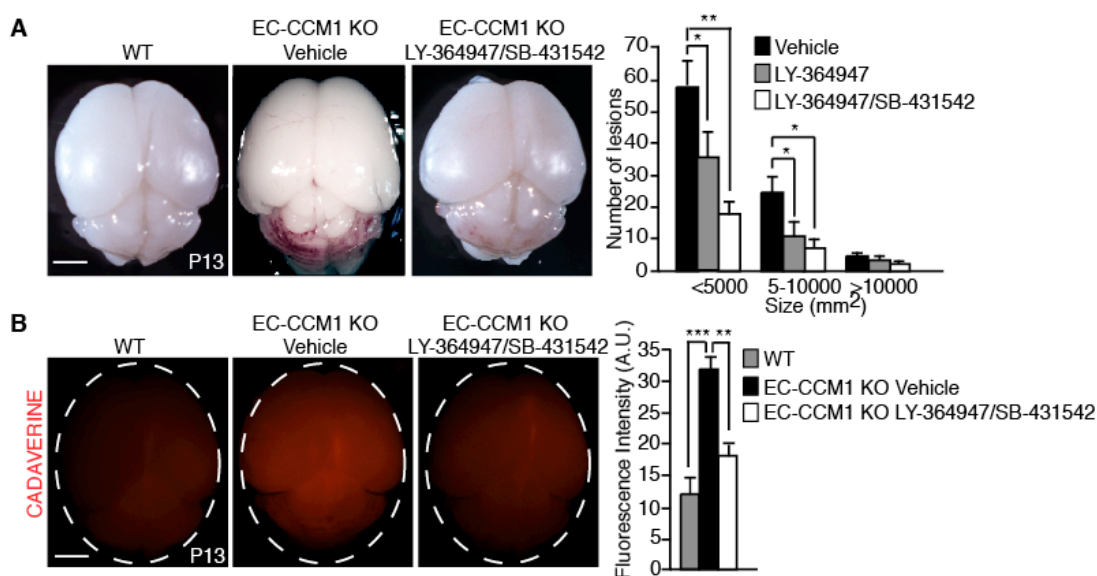 A
WT
EC-CCM1 KO
Vehicle
EC-CCM1 KO
LY-364947/SB-431542
P13
Number of lesions
70
60
50
40
30
20
10
0
**
*
*
*
Vehicle
LY-364947
LY-364947/SB-431542
<5000
5-10000
>10000
Size (mm2)
B
WT
EC-CCM1 KO
Vehicle
EC-CCM1 KO
LY-364947/SB-431542
CADAVERINE
P13
Fluorescence Intensity (A.U.)
35
30
25
20
15
10
5
0
***
**
WT
EC-CCM1 KO Vehicle
EC-CCM1 KO LY-364947/SB-431542